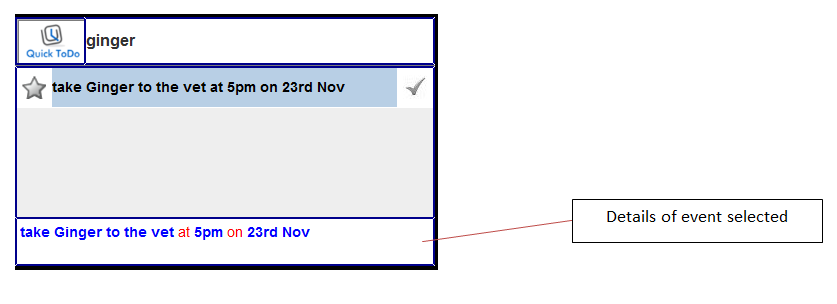 Quick ToDo
ginger
take Ginger to the vet at 5pm on 23rd Nov
take Ginger to the vet at 5pm on 23rd Nov
Details of event selected